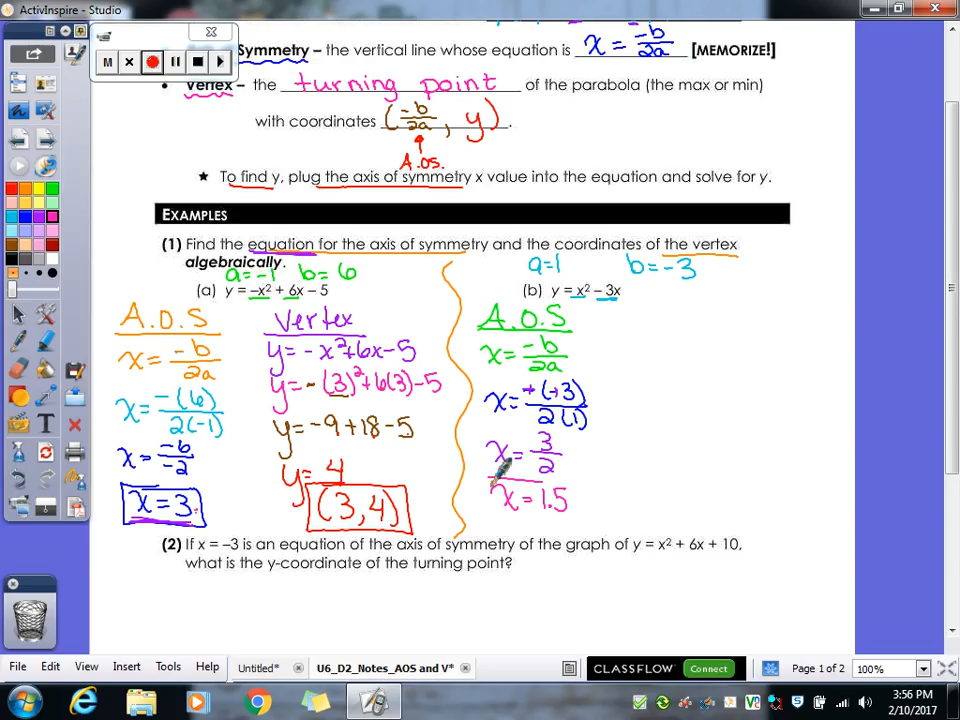 ActivInspire - Studio
Symmetry – the vertical line whose equation is x = -b/2a [MEMORIZE!]
M
• Vertex – the turning point of the parabola (the max or min)
with coordinates (-b/2a, y).
A.O.S.
★ To find y, plug the axis of symmetry x value into the equation and solve for y.
EXAMPLES
(1) Find the equation for the axis of symmetry and the coordinates of the vertex
algebraically.
a=-1 b=6
(a) y = –x² + 6x – 5
A.O.S
x = -b/2a
x = -(6)/2(-1)
x = -6/-2
x = 3
Vertex
y = -x²+6x-5
y = -(3)²+6(3)-5
y = -9+18-5
y = 4
(3,4)
a=1 b=-3
(b) y = x² – 3x
A.O.S
x = -b/2a
x = +(+3)/2(1)
x = 3/2
x = 1.5
(2) If x = –3 is an equation of the axis of symmetry of the graph of y = x² + 6x + 10,
what is the y-coordinate of the turning point?
File Edit View Insert Tools Help
Untitled*
U6_D2_Notes_AOS and V*
CLASSFLOW Connect
Page 1 of 2
100%
3:56 PM
2/10/2017